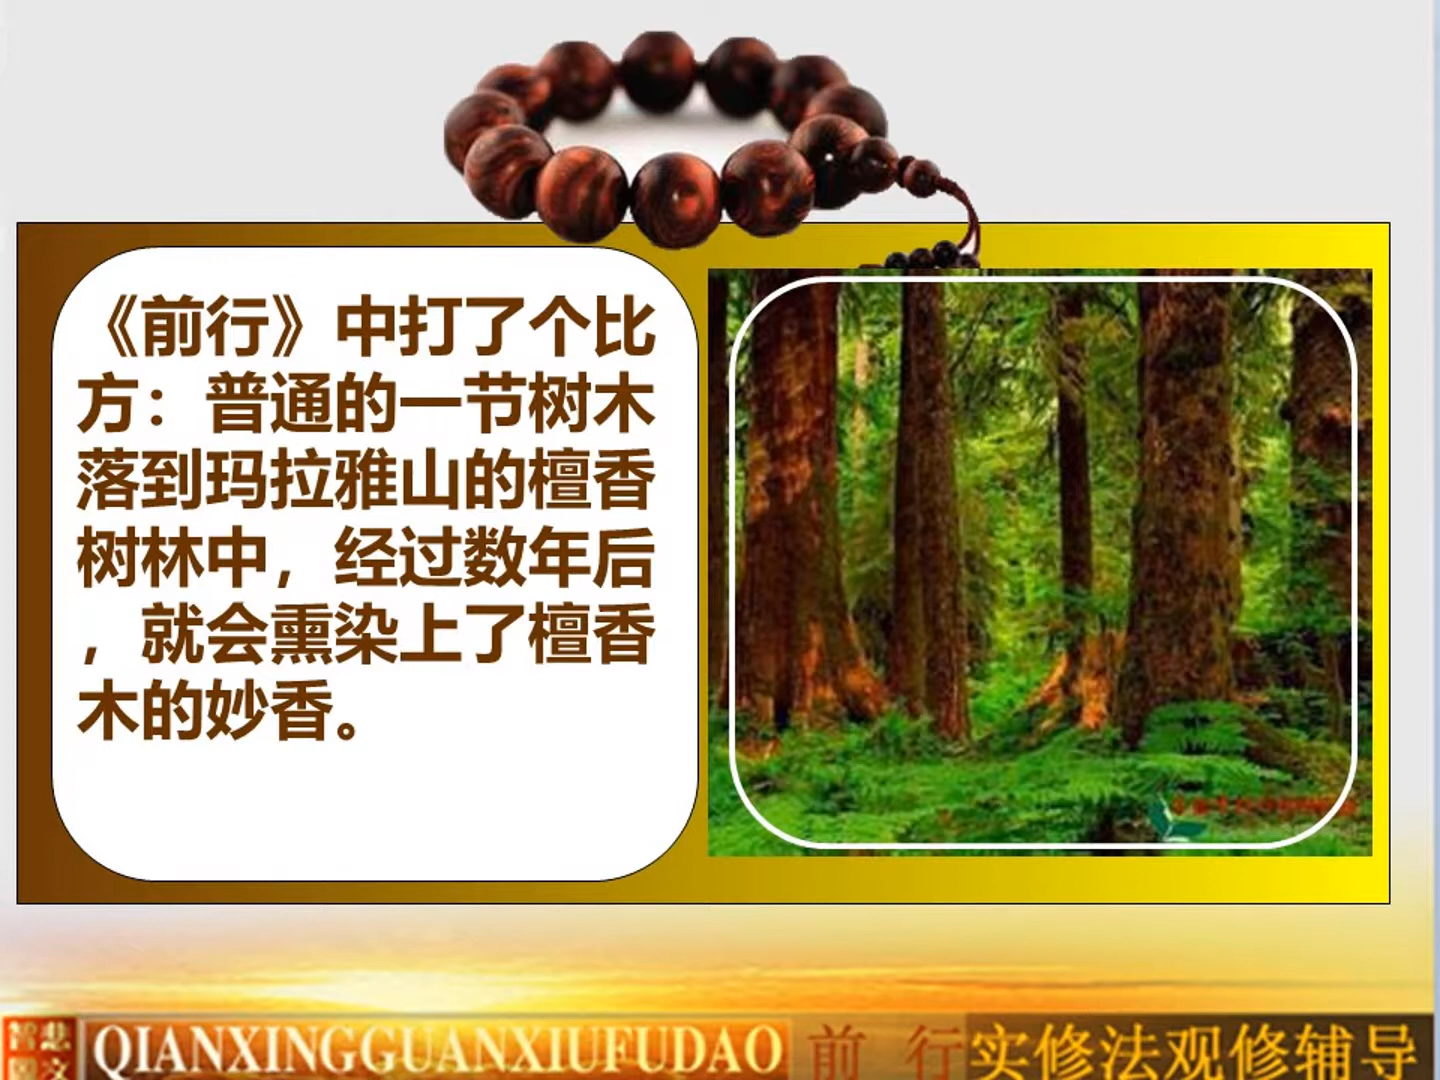 《前行》中打了个比
方：普通的一节树木
落到玛拉雅山的檀香
树林中，经过数年后
，就会熏染上了檀香
木的妙香。
QIANXINGGUANXIUFUDAO 前 行 实修法观修辅导